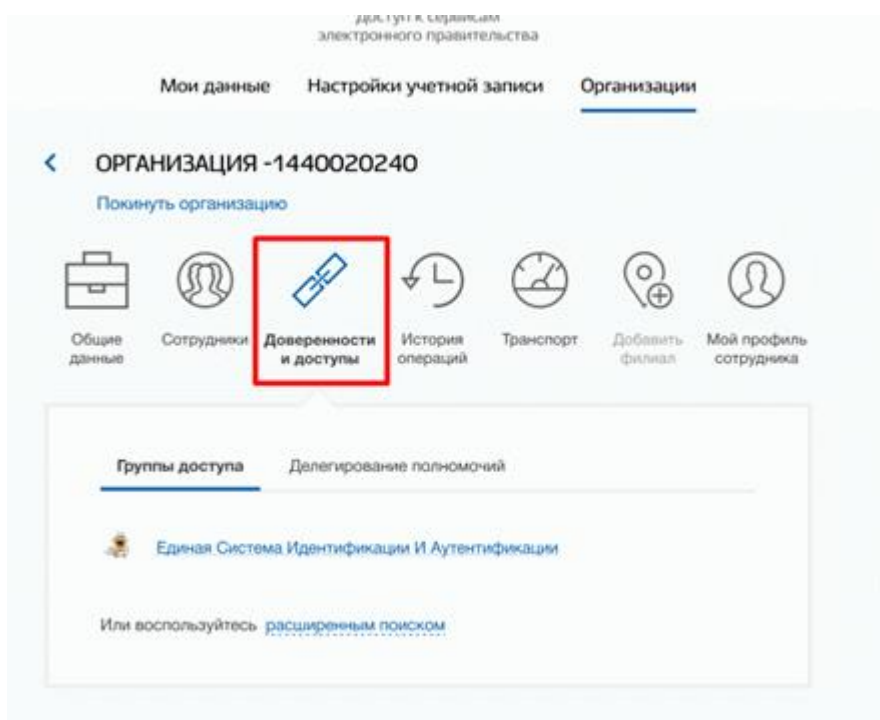 Доступ к сервисам
электронного правительства
Мои данные Настройки учетной записи Организации
ОРГАНИЗАЦИЯ -1440020240
Покинуть организацию
Общие данные
Сотрудники
Доверенности и доступы
История операций
Транспорт
Добавить филиал
Мой профиль сотрудника
Группы доступа Делегирование полномочий
Единая Система Идентификации И Аутентификации
Или воспользуйтесь расширенным поиском